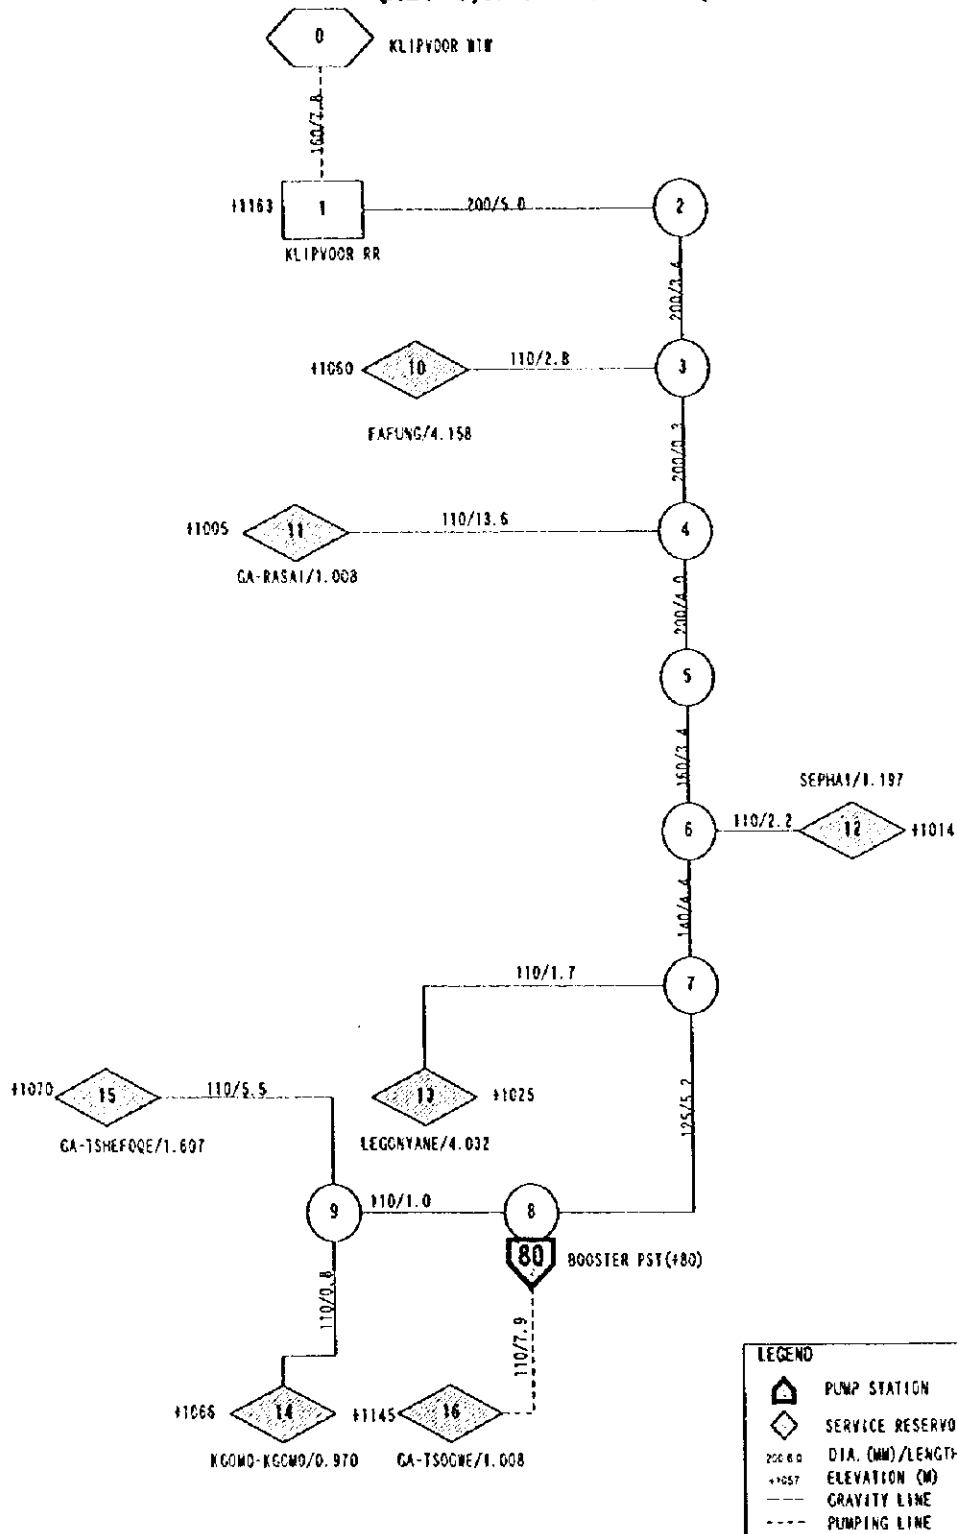 0
KLIPVOOR WTW
160/7.8
+1163
1
200/5.0
2
KLIPVOOR RR
200/3.4
+1060
10
110/2.8
3
FAFUNG/4.158
200/0.3
+1095
11
110/13.6
4
GA-RASAI/1.008
200/4.0
5
160/3.4
SEPHAI/1.197
6
110/2.2
12
+1014
140/4.4
110/1.7
7
+1070
15
110/5.5
13
+1025
125/5.2
GA-TSHEFOQE/1.607
LEGONYANE/4.032
9
110/1.0
8
80
BOOSTER PST(+80)
110/0.8
110/7.9
+1066
14
+1145
16
KGOMO-KGOMO/0.970
GA-TSOGWE/1.008
LEGEND
PUMP STATION
SERVICE RESERVO
200 6.0 DIA. (MM)/LENGTH
+1057 ELEVATION (M)
GRAVITY LINE
PUMPING LINE